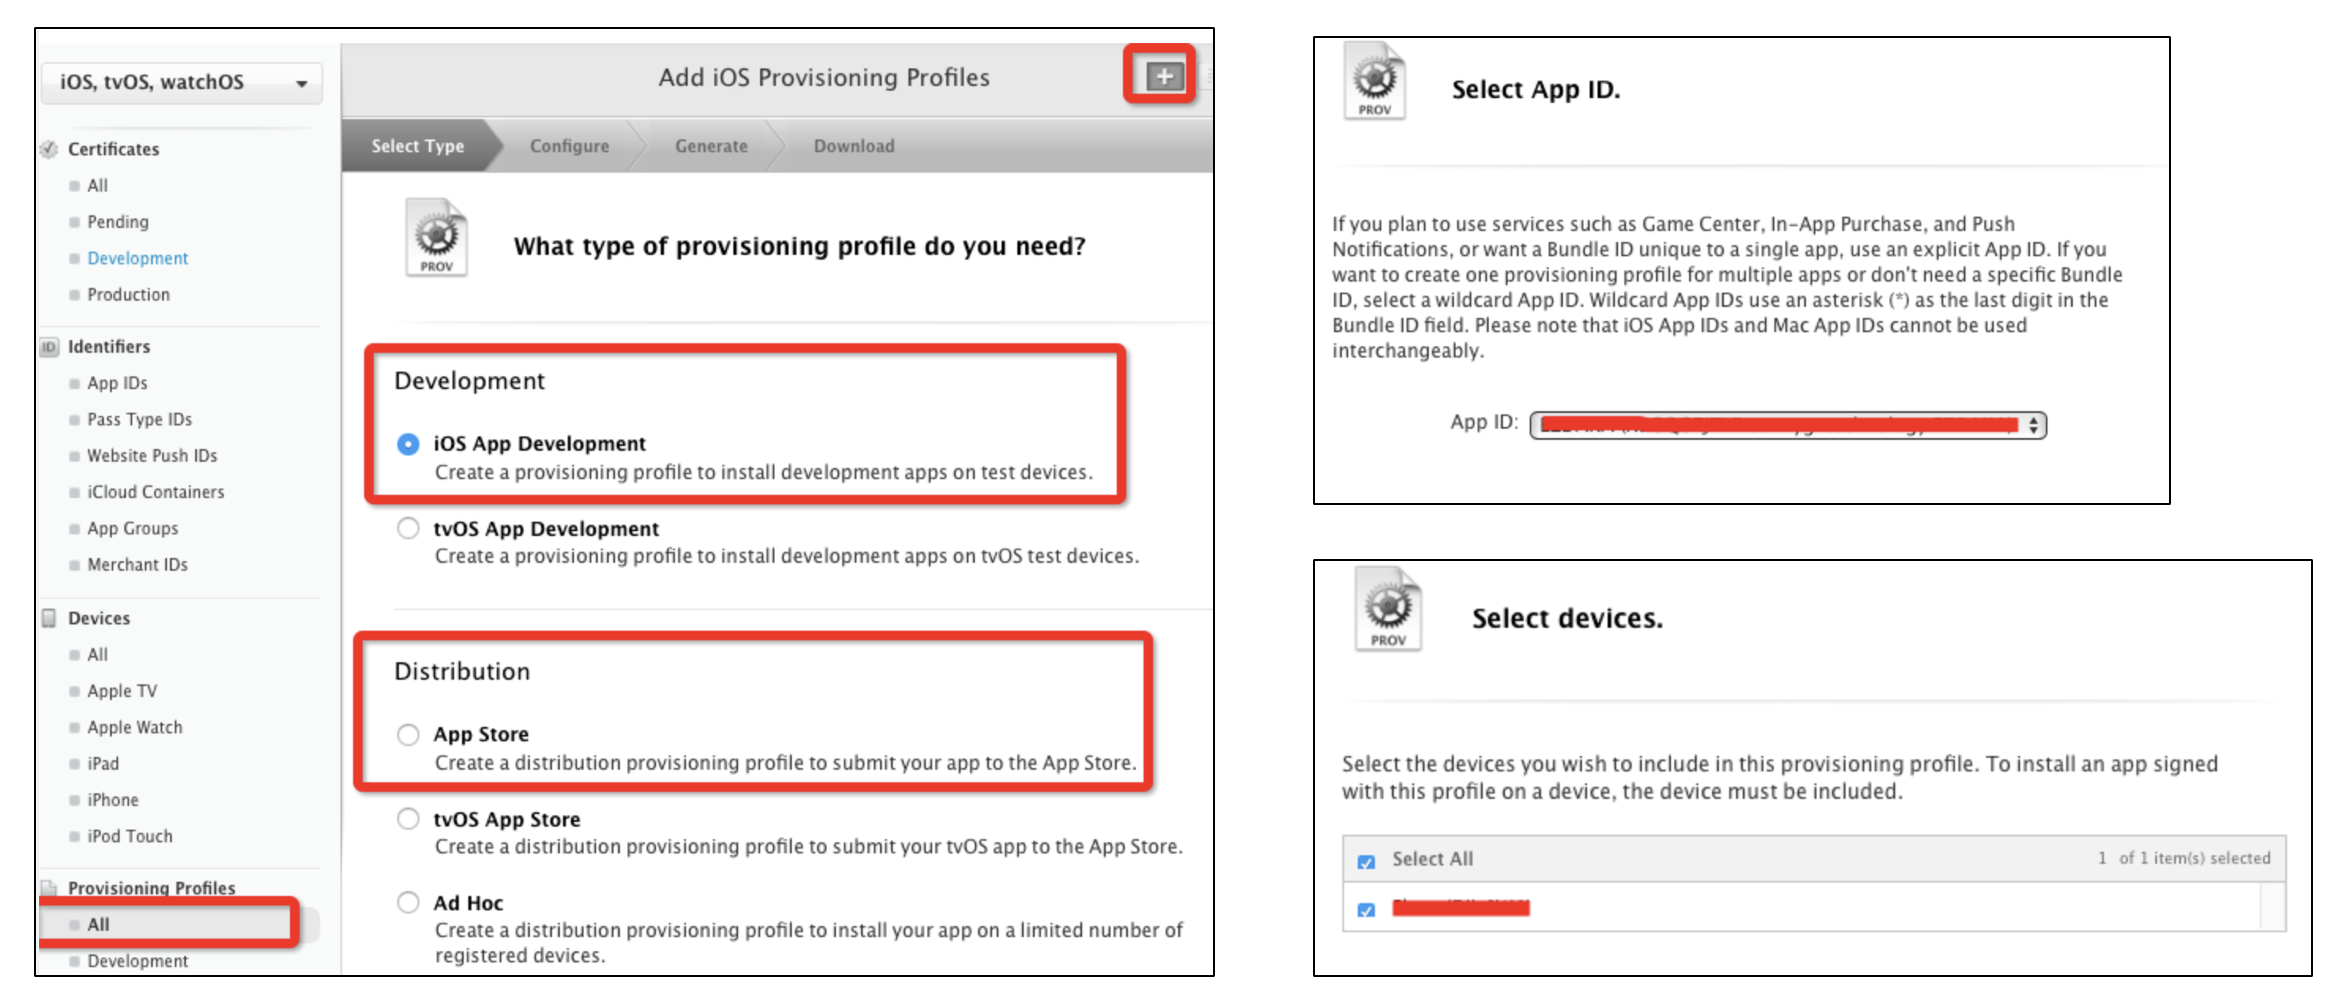 iOS, tvOS, watchOS
Certificates
All
Pending
Development
Production
ID Identifiers
App IDs
Pass Type IDs
Website Push IDs
iCloud Containers
App Groups
Merchant IDs
Devices
All
Apple TV
Apple Watch
iPad
iPhone
iPod Touch
Provisioning Profiles
All
Development
Add iOS Provisioning Profiles
+
Select Type Configure Generate Download
PROV
What type of provisioning profile do you need?
Development
iOS App Development
Create a provisioning profile to install development apps on test devices.
tvOS App Development
Create a provisioning profile to install development apps on tvOS test devices.
Distribution
App Store
Create a distribution provisioning profile to submit your app to the App Store.
tvOS App Store
Create a distribution provisioning profile to submit your tvOS app to the App Store.
Ad Hoc
Create a distribution provisioning profile to install your app on a limited number of
registered devices.
PROV
Select App ID.
If you plan to use services such as Game Center, In-App Purchase, and Push
Notifications, or want a Bundle ID unique to a single app, use an explicit App ID. If you
want to create one provisioning profile for multiple apps or don't need a specific Bundle
ID, select a wildcard App ID. Wildcard App IDs use an asterisk (*) as the last digit in the
Bundle ID field. Please note that iOS App IDs and Mac App IDs cannot be used
interchangeably.
App ID:
PROV
Select devices.
Select the devices you wish to include in this provisioning profile. To install an app signed
with this profile on a device, the device must be included.
Select All 1 of 1 item(s) selected